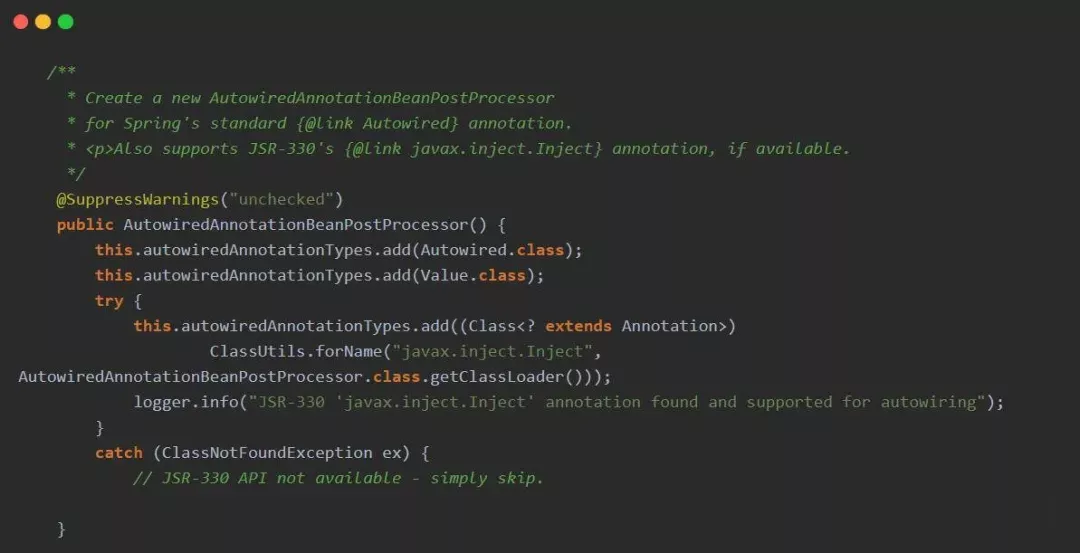 /**
* Create a new AutowiredAnnotationBeanPostProcessor
* for Spring's standard {@link Autowired} annotation.
* <p>Also supports JSR-330's {@link javax.inject.Inject} annotation, if available.
*/
@SuppressWarnings("unchecked")
public AutowiredAnnotationBeanPostProcessor() {
this.autowiredAnnotationTypes.add(Autowired.class);
this.autowiredAnnotationTypes.add(Value.class);
try {
this.autowiredAnnotationTypes.add((Class<? extends Annotation>)
ClassUtils.forName("javax.inject.Inject",
AutowiredAnnotationBeanPostProcessor.class.getClassLoader()));
logger.info("JSR-330 'javax.inject.Inject' annotation found and supported for autowiring");
}
catch (ClassNotFoundException ex) {
// JSR-330 API not available - simply skip.
}